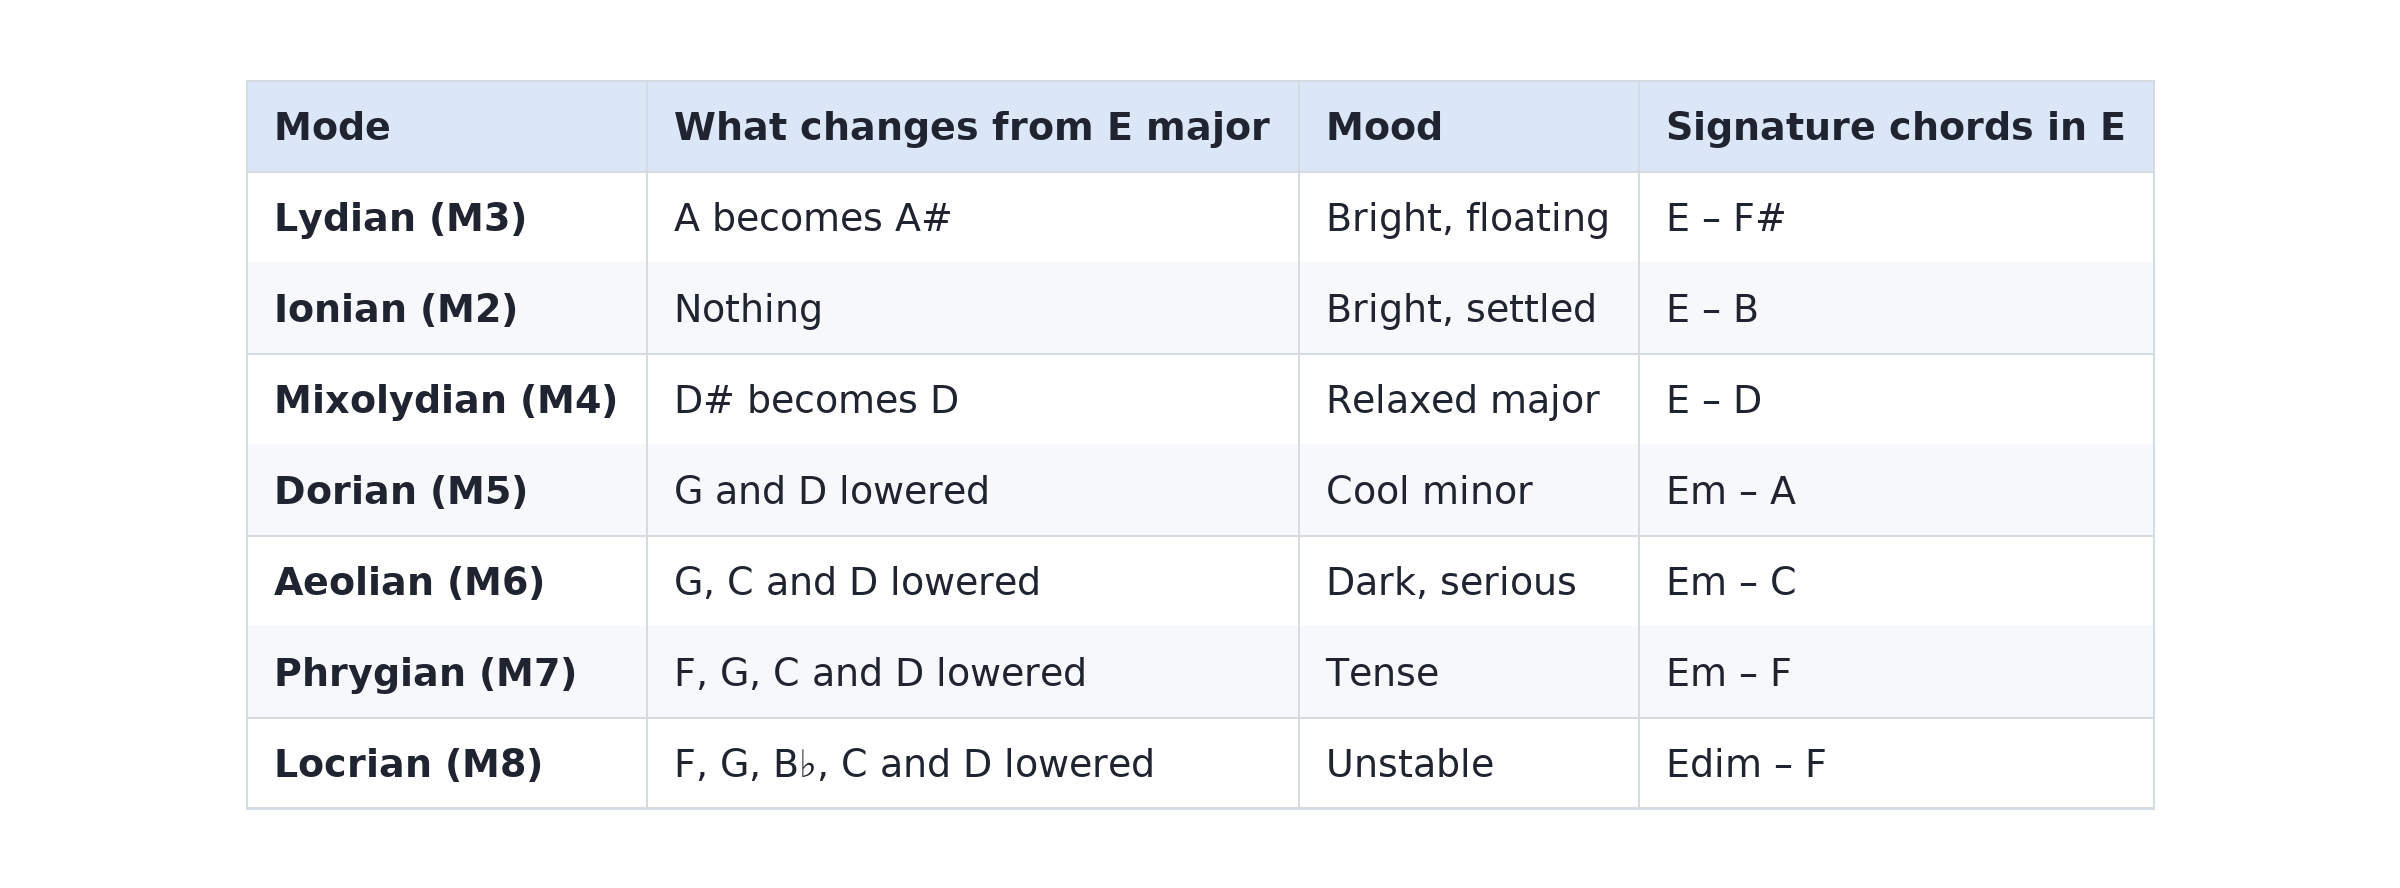 Mode What changes from E major Mood Signature chords in E
Lydian (M3) A becomes A# Bright, floating E – F#
Ionian (M2) Nothing Bright, settled E – B
Mixolydian (M4) D# becomes D Relaxed major E – D
Dorian (M5) G and D lowered Cool minor Em – A
Aeolian (M6) G, C and D lowered Dark, serious Em – C
Phrygian (M7) F, G, C and D lowered Tense Em – F
Locrian (M8) F, G, B♭, C and D lowered Unstable Edim – F